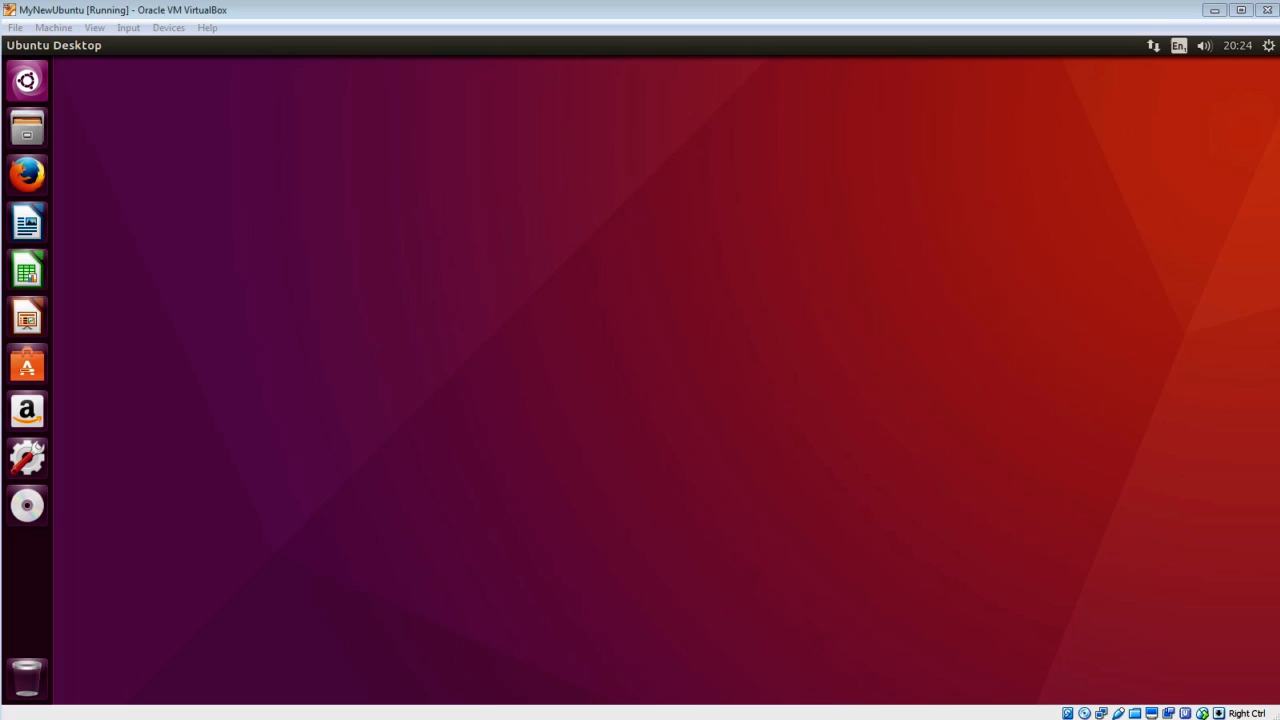 MyNewUbuntu [Running] - Oracle VM VirtualBox
File Machine View Input Devices Help
Ubuntu Desktop
En
20:24
a
Right Ctrl